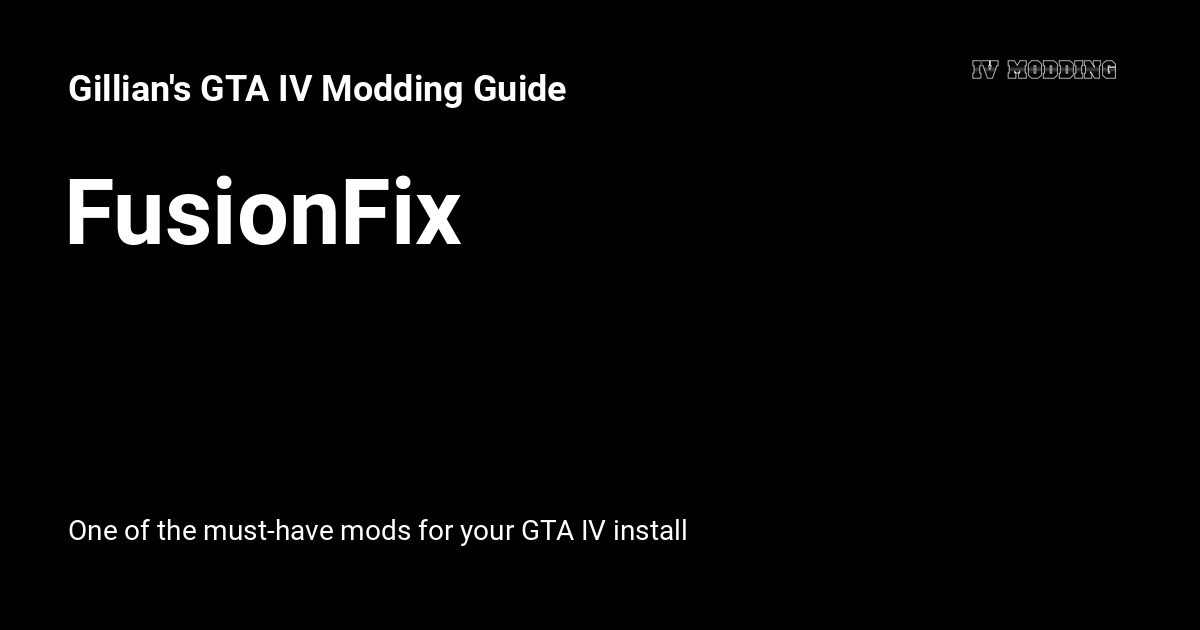 Gillian's GTA IV Modding Guide
IV MODDING
FusionFix
One of the must-have mods for your GTA IV install